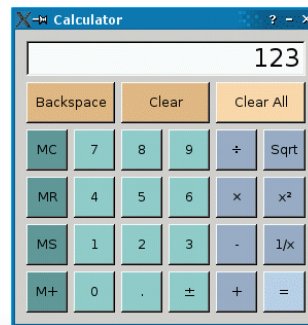 Calculator ? - ×
123
Backspace Clear Clear All
MC 7 8 9 ÷ Sqrt
MR 4 5 6 × x²
MS 1 2 3 - 1/x
M+ 0 . ± + =